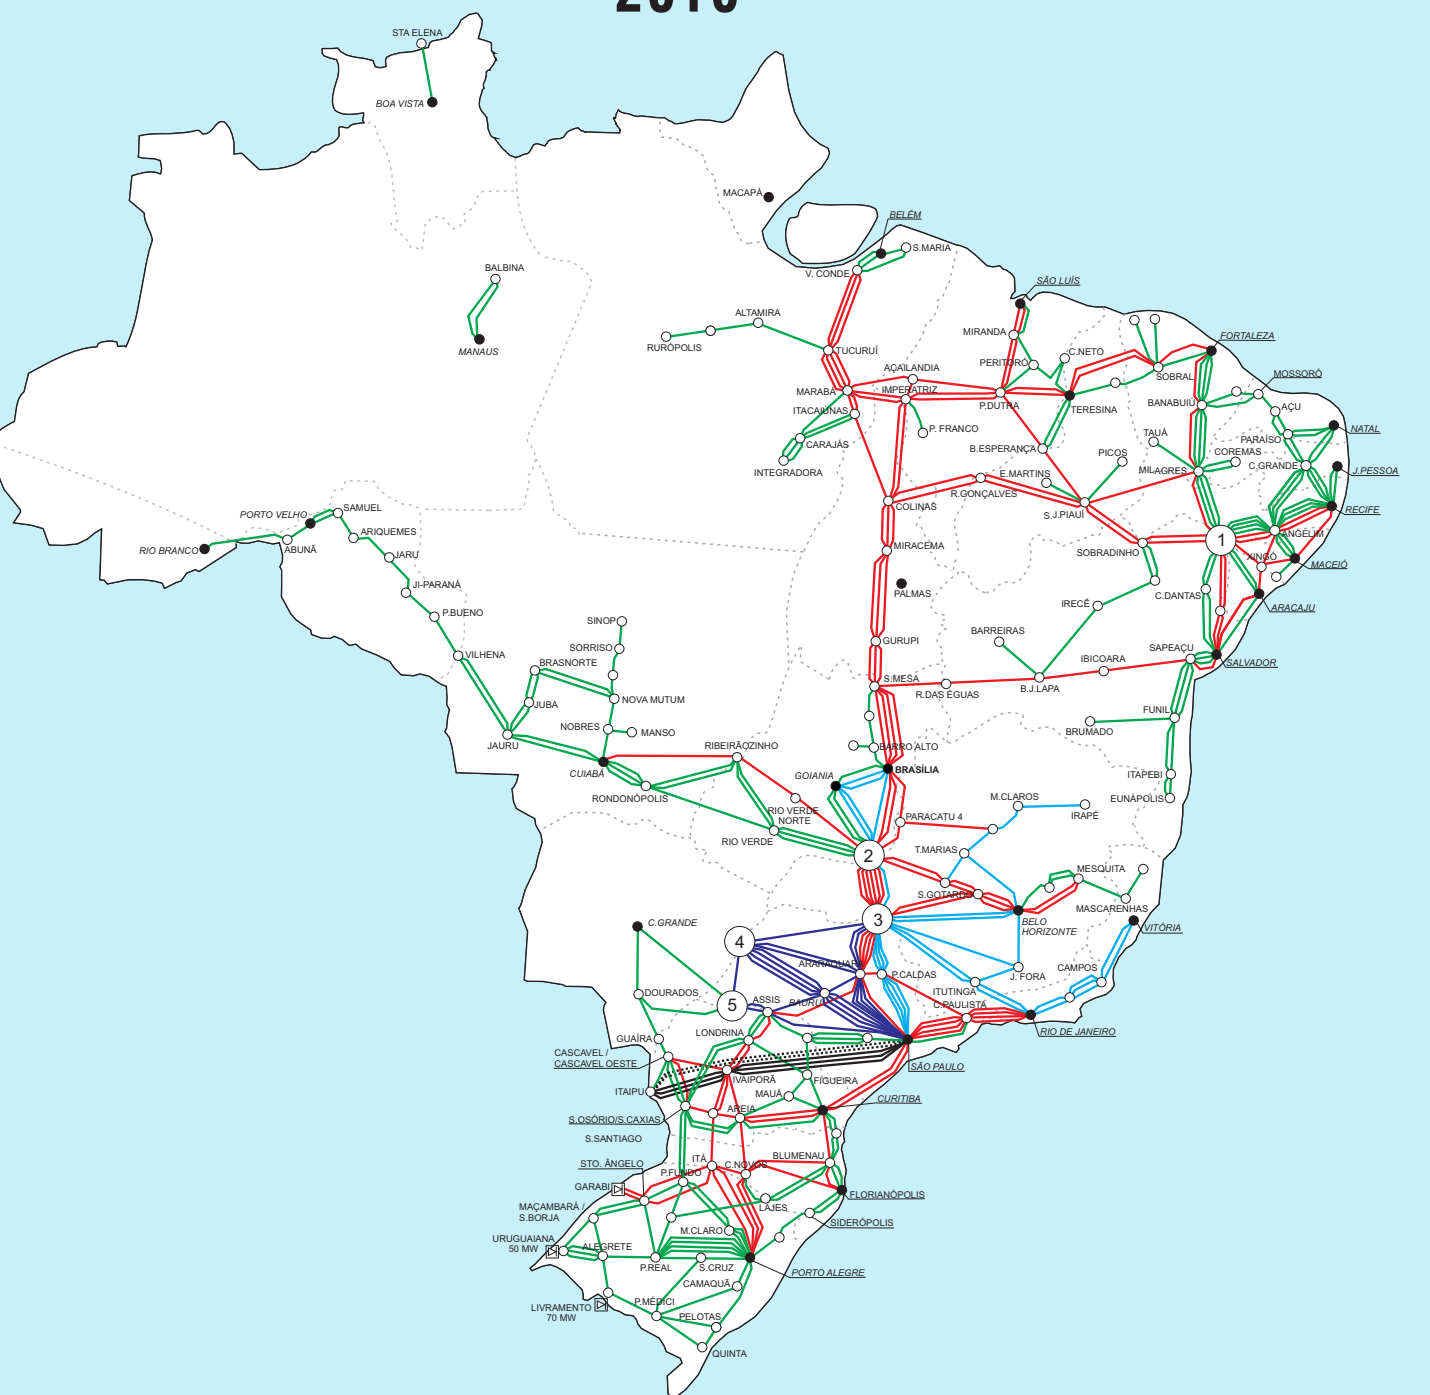 2010
STA ELENA
BOA VISTA
MACAPÁ
BELÉM
S.MARIA
V. CONDE
BALBINA
MANAUS
SÃO LUÍS
ALTAMIRA
RURÓPOLIS
TUCURUÍ
MIRANDA
PERITORÓ
C.NETO
FORTALEZA
AÇAILANDIA
IMPERATRIZ
MARABÁ
SOBRAL
MOSSORÓ
P.DUTRA
TERESINA
BANABUIÚ
AÇU
ITACAIÚNAS
NATAL
P. FRANCO
TAUÁ
PARAÍSO
CARAJÁS
B.ESPERANÇA
PICOS
COREMAS
C.GRANDE
INTEGRADORA
E.MARTINS
MILAGRES
J.PESSOA
R.GONÇALVES
COLINAS
S.J.PIAUÍ
RECIFE
SAMUEL
PORTO VELHO
ARIQUEMES
ANGELIM
1
RIO BRANCO
ABUNÃ
JARU
MIRACEMA
SOBRADINHO
XINGÓ
MACEIÓ
JI-PARANÁ
PALMAS
C.DANTAS
IRECÊ
ARACAJU
P.BUENO
SINOP
BARREIRAS
SORRISO
GURUPI
SAPEAÇU
VILHENA
BRASNORTE
IBICOARA
SALVADOR
S.MESA
R.DAS ÉGUAS
B.J.LAPA
NOVA MUTUM
JUBA
FUNIL
NOBRES
MANSO
BRUMADO
JAURU
RIBEIRÃOZINHO
BARRO ALTO
CUIABÁ
GOIANIA
BRASÍLIA
ITAPEBI
RONDONÓPOLIS
M.CLAROS
EUNÁPOLIS
RIO VERDE
NORTE
PARACATU 4
IRAPÉ
RIO VERDE
2
T.MARIAS
MESQUITA
S.GOTARDO
MASCARENHAS
C.GRANDE
3
BELO
HORIZONTE
VITÓRIA
4
ARARAQUARA
P.CALDAS
J. FORA
CAMPOS
DOURADOS
5
ASSIS
BAURU
ITUTINGA
C.PAULISTA
RIO DE JANEIRO
GUAÍRA
LONDRINA
CASCAVEL /
CASCAVEL OESTE
SÃO PAULO
ITAIPU
IVAIPORÃ
FIGUEIRA
MAUÁ
CURITIBA
AREIA
S.OSÓRIO/S.CAXIAS
S.SANTIAGO
STO. ÂNGELO
ITÁ
C.NOVOS
BLUMENAU
P.FUNDO
GARABI
FLORIANÓPOLIS
MAÇAMBARÁ /
S.BORJA
LAJES
SIDERÓPOLIS
M.CLARO
URUGUAIANA
50 MW
ALEGRETE
P.REAL
S.CRUZ
PORTO ALEGRE
CAMAQUÃ
LIVRAMENTO
70 MW
P.MÉDICI
PELOTAS
QUINTA